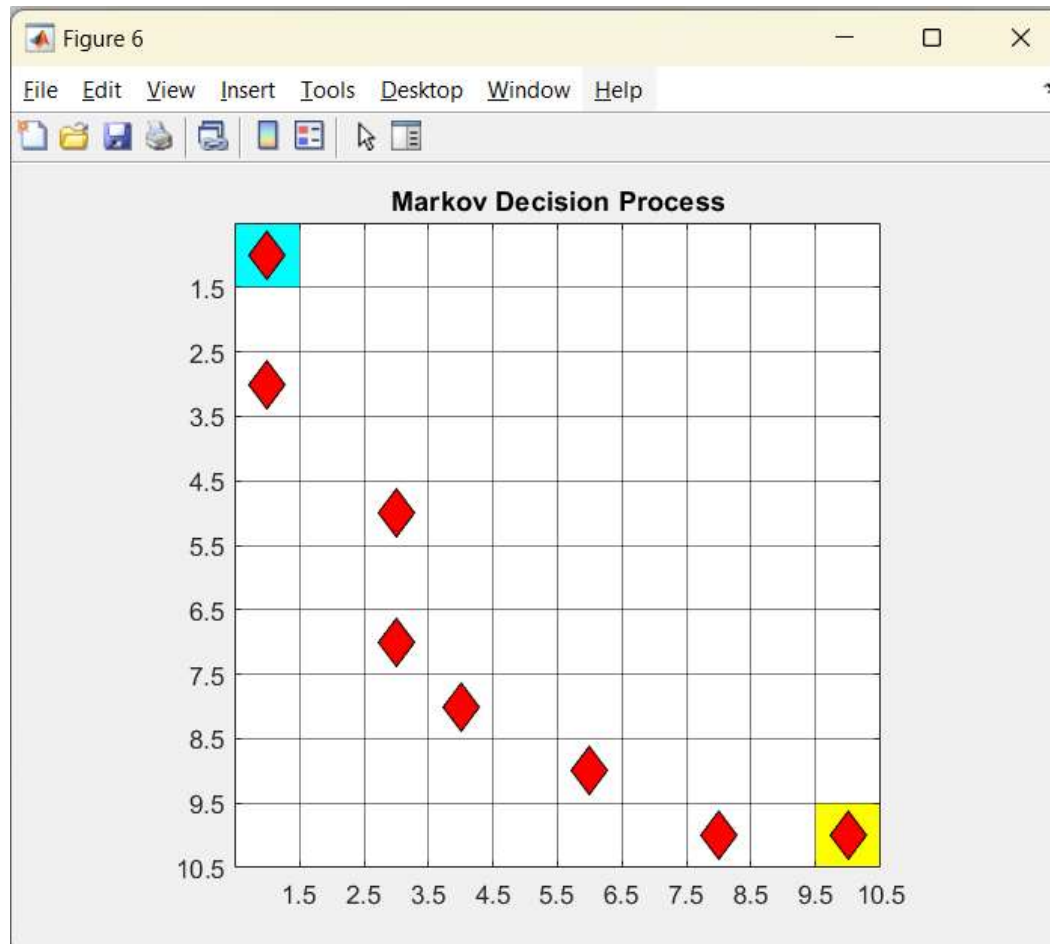 Figure 6
File Edit View Insert Tools Desktop Window Help
Markov Decision Process
1.5
2.5
3.5
4.5
5.5
6.5
7.5
8.5
9.5
10.5
1.5 2.5 3.5 4.5 5.5 6.5 7.5 8.5 9.5 10.5